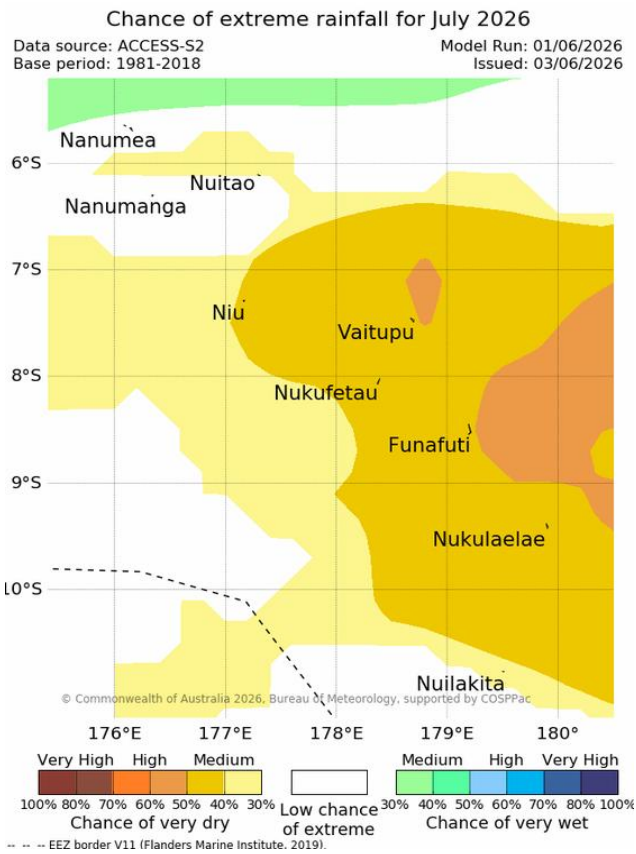 Chance of extreme rainfall for July 2026
Data source: ACCESS-S2 Model Run: 01/06/2026
Base period: 1981-2018 Issued: 03/06/2026
Nanumea
6°S
Nuitao
Nanumanga
7°S
Niu
Vaitupu
8°S
Nukufetau
Funafuti
9°S
Nukulaelae
10°S
Nuilakita
© Commonwealth of Australia 2026, Bureau of Meteorology, supported by COSPPac
176°E 177°E 178°E 179°E 180°
Very High High Medium Medium High Very High
100% 80% 70% 60% 50% 40% 30% Low chance 30% 40% 50% 60% 70% 80% 100%
Chance of very dry of extreme Chance of very wet
-- -- -- EEZ border V11 (Flanders Marine Institute, 2019).